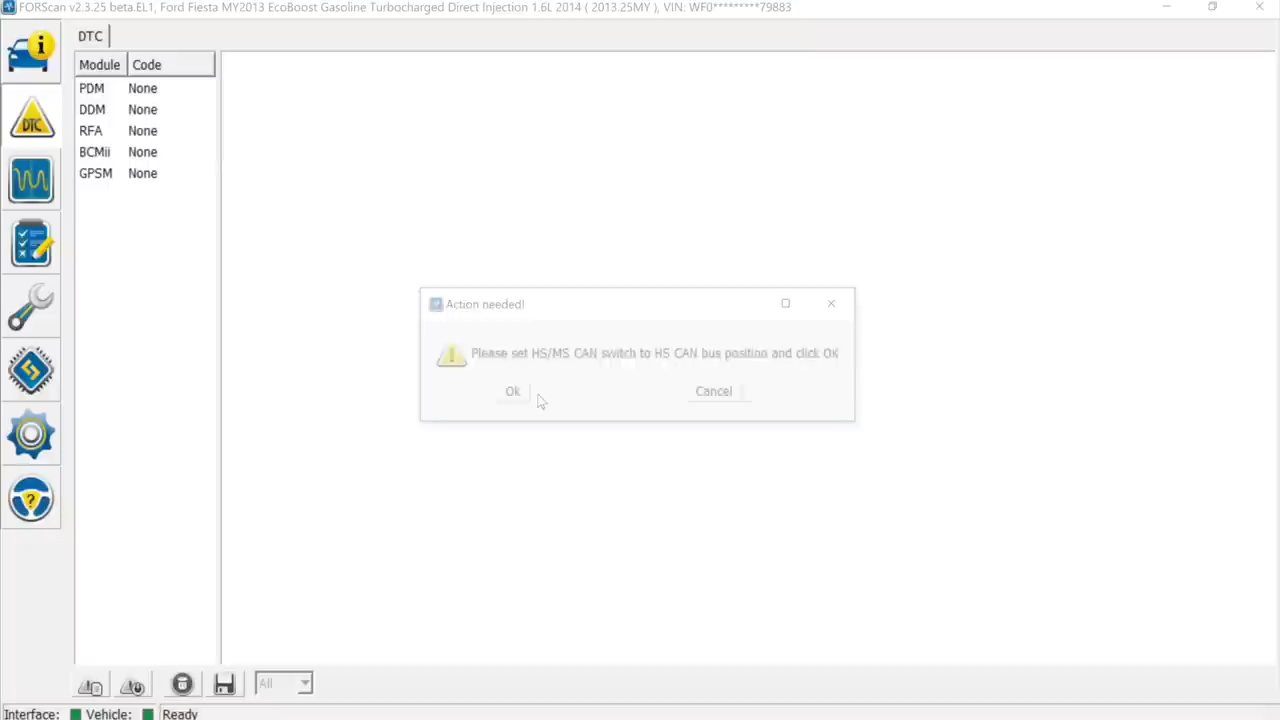 FORScan v2.3.25 beta.EL1, Ford Fiesta MY2013 EcoBoost Gasoline Turbocharged Direct Injection 1.6L 2014 ( 2013.25MY ), VIN: WF0*********79883
DTC
Module Code
PDM None
DDM None
RFA None
BCMii None
GPSM None
Action needed!
Please set HS/MS CAN switch to HS CAN bus position and click OK
Ok Cancel
DTC
All
Interface: Vehicle: Ready